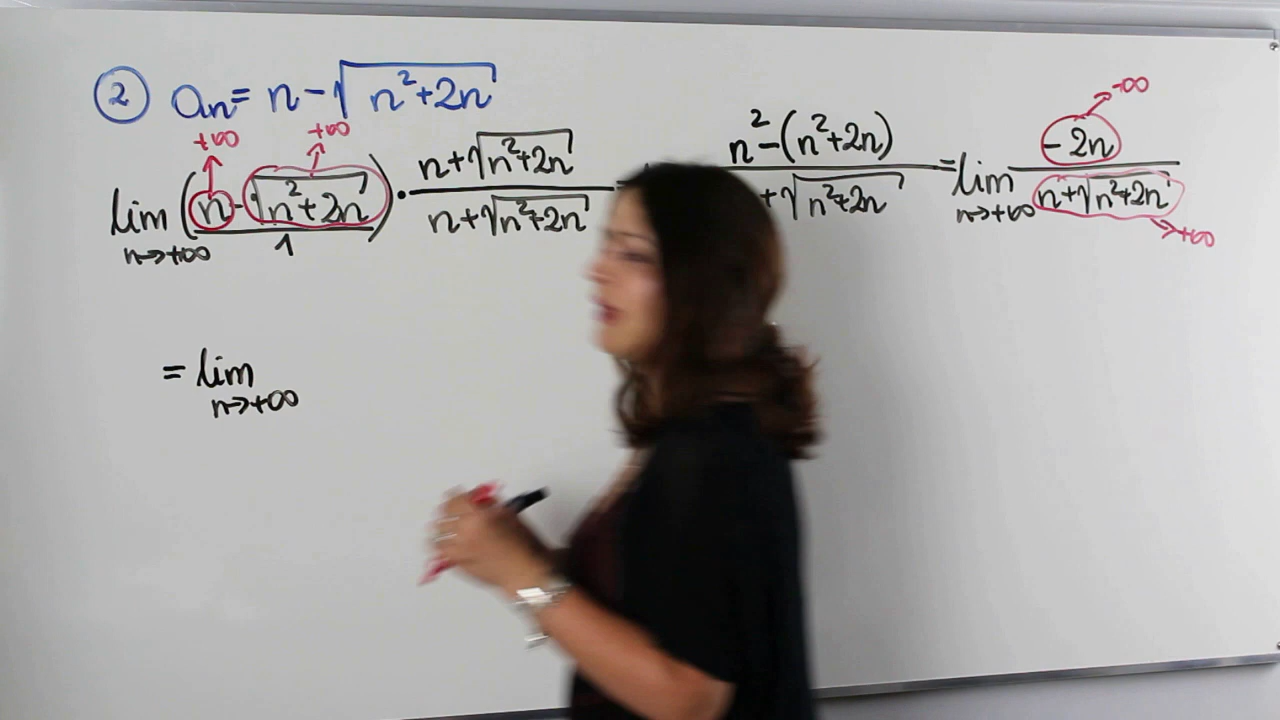 ② aₙ = n − √(n²+2n)
+∞ +∞ -∞
lim n→+∞ (n − √(n²+2n))/1 · (n+√(n²+2n))/(n+√(n²+2n)) = (n² − (n²+2n))/(+√(n²+2n)) = lim n→+∞ (−2n)/(n+√(n²+2n))
→+∞
= lim n→+∞